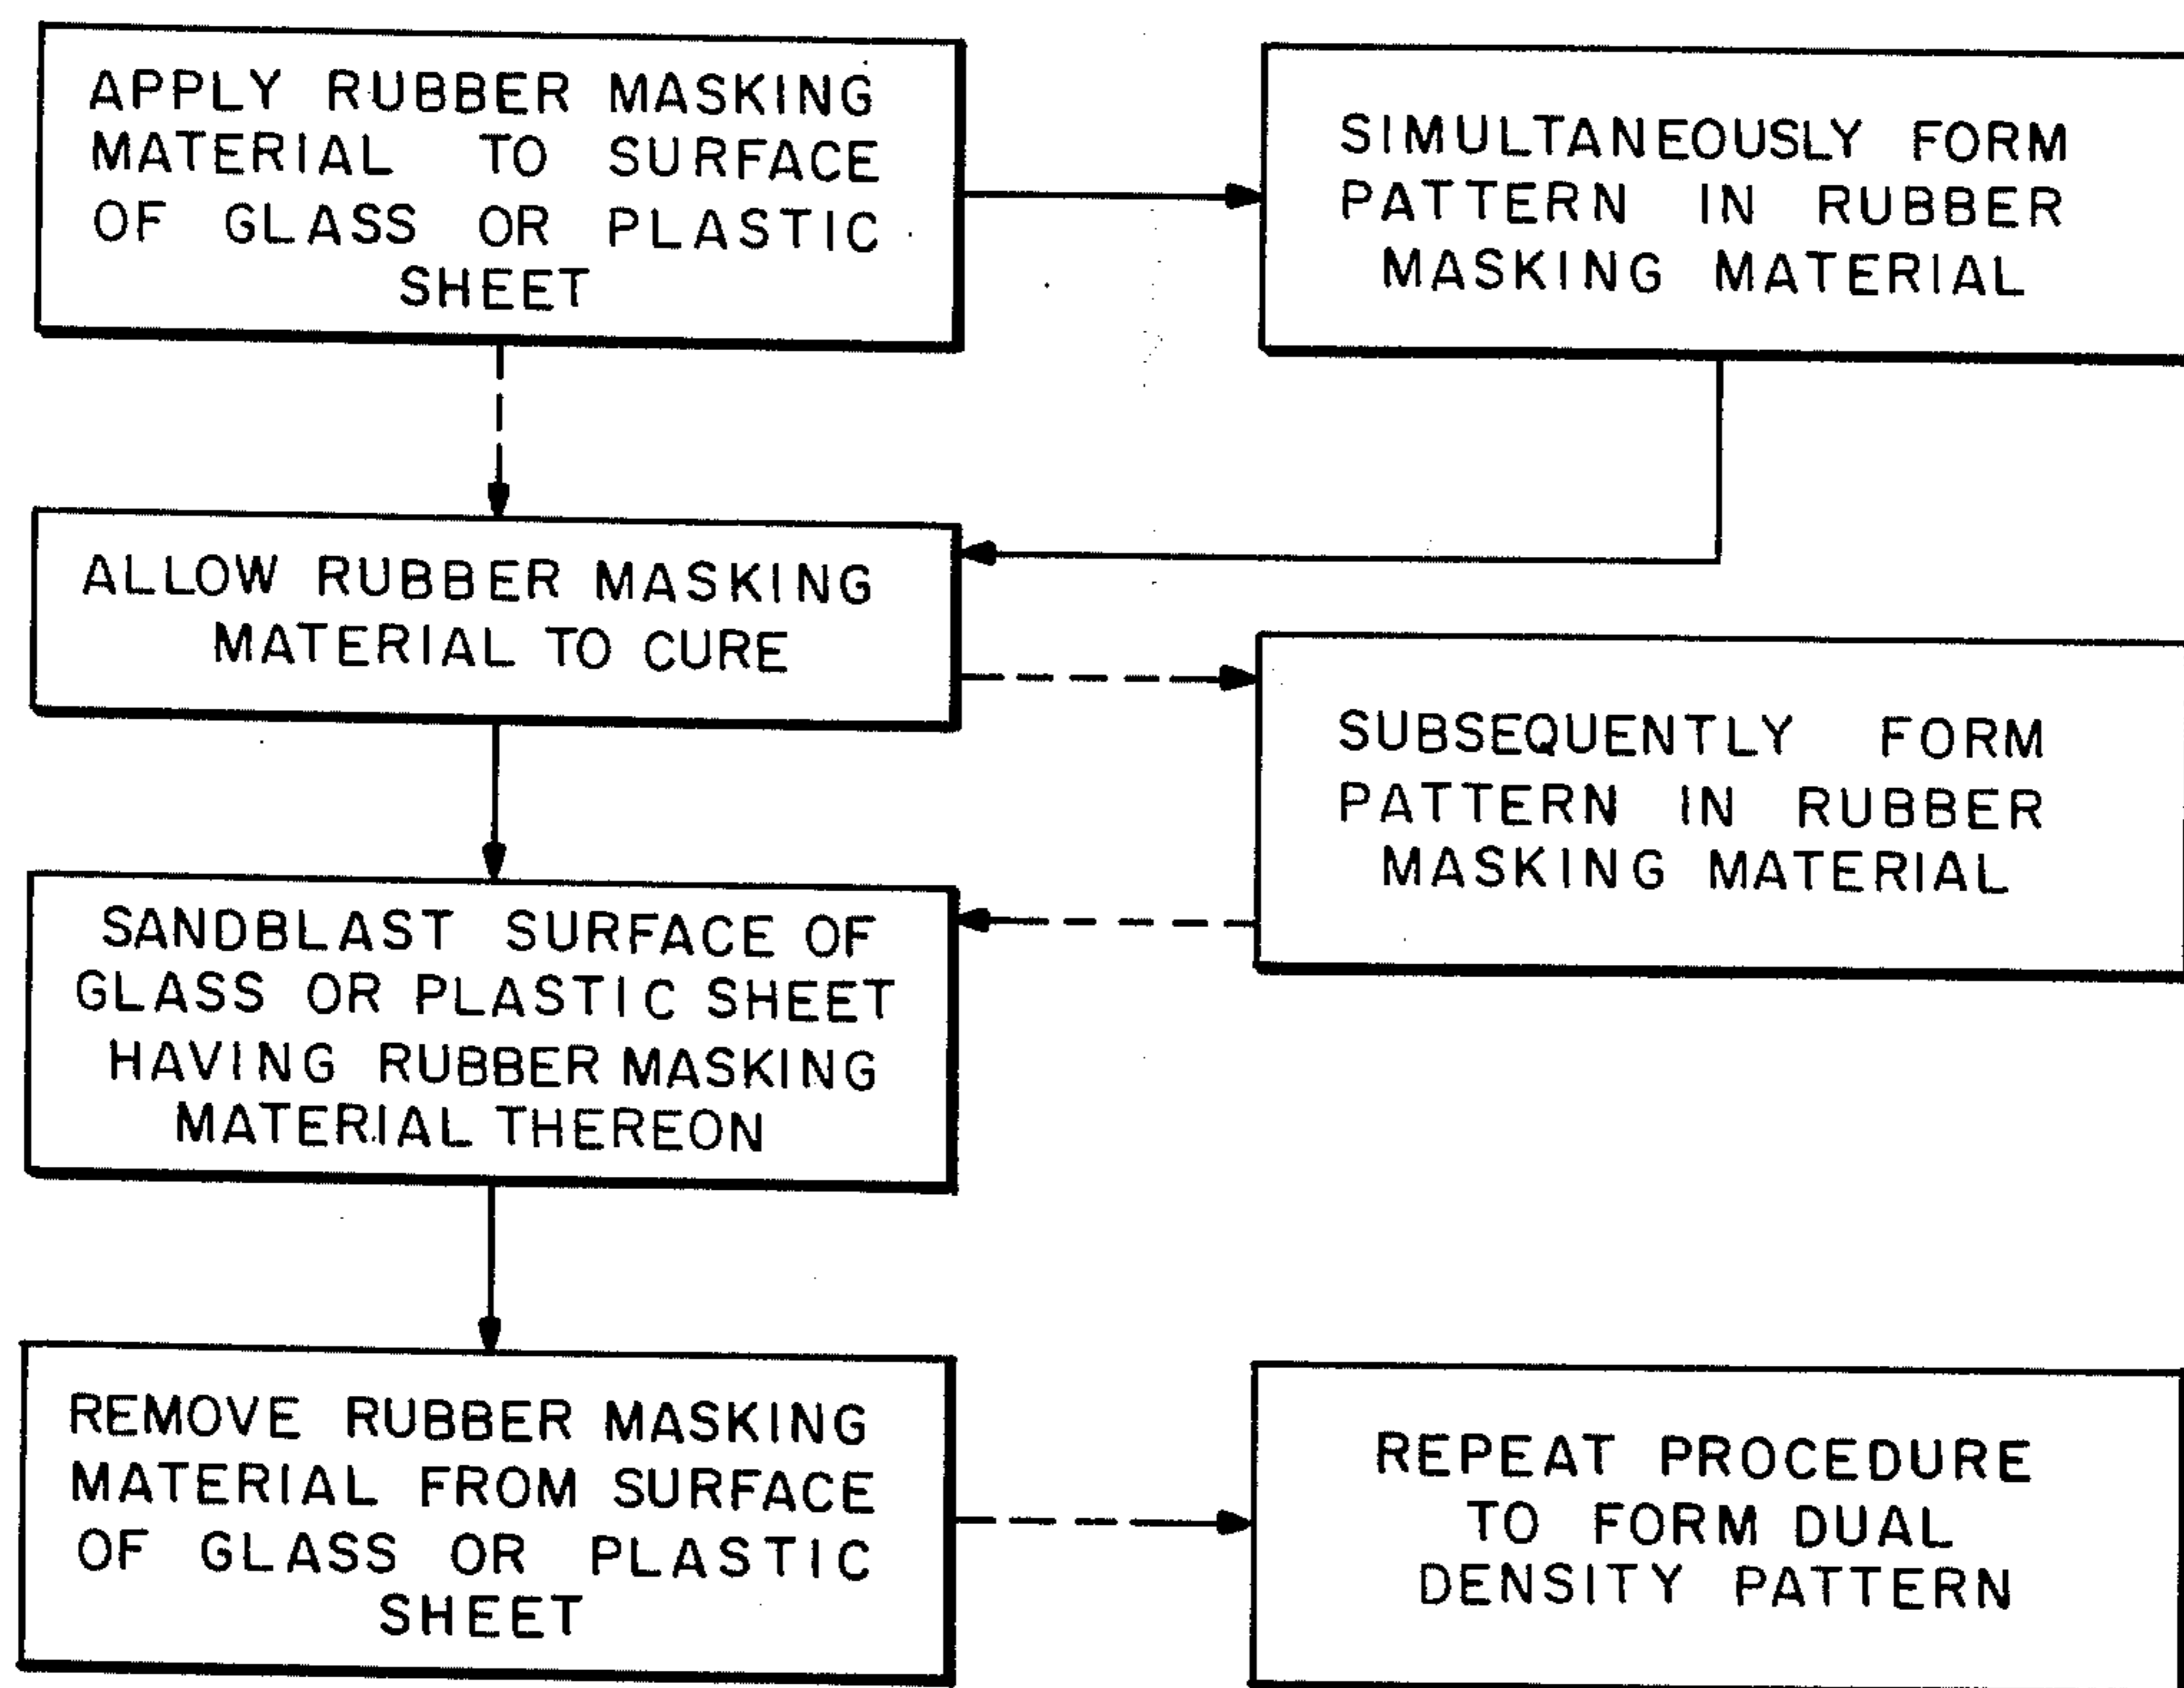 APPLY RUBBER MASKING
MATERIAL TO SURFACE
OF GLASS OR PLASTIC
SHEET
SIMULTANEOUSLY FORM
PATTERN IN RUBBER
MASKING MATERIAL
ALLOW RUBBER MASKING
MATERIAL TO CURE
SUBSEQUENTLY FORM
PATTERN IN RUBBER
MASKING MATERIAL
SANDBLAST SURFACE OF
GLASS OR PLASTIC SHEET
HAVING RUBBER MASKING
MATERIAL THEREON
REMOVE RUBBER MASKING
MATERIAL FROM SURFACE
OF GLASS OR PLASTIC
SHEET
REPEAT PROCEDURE
TO FORM DUAL
DENSITY PATTERN